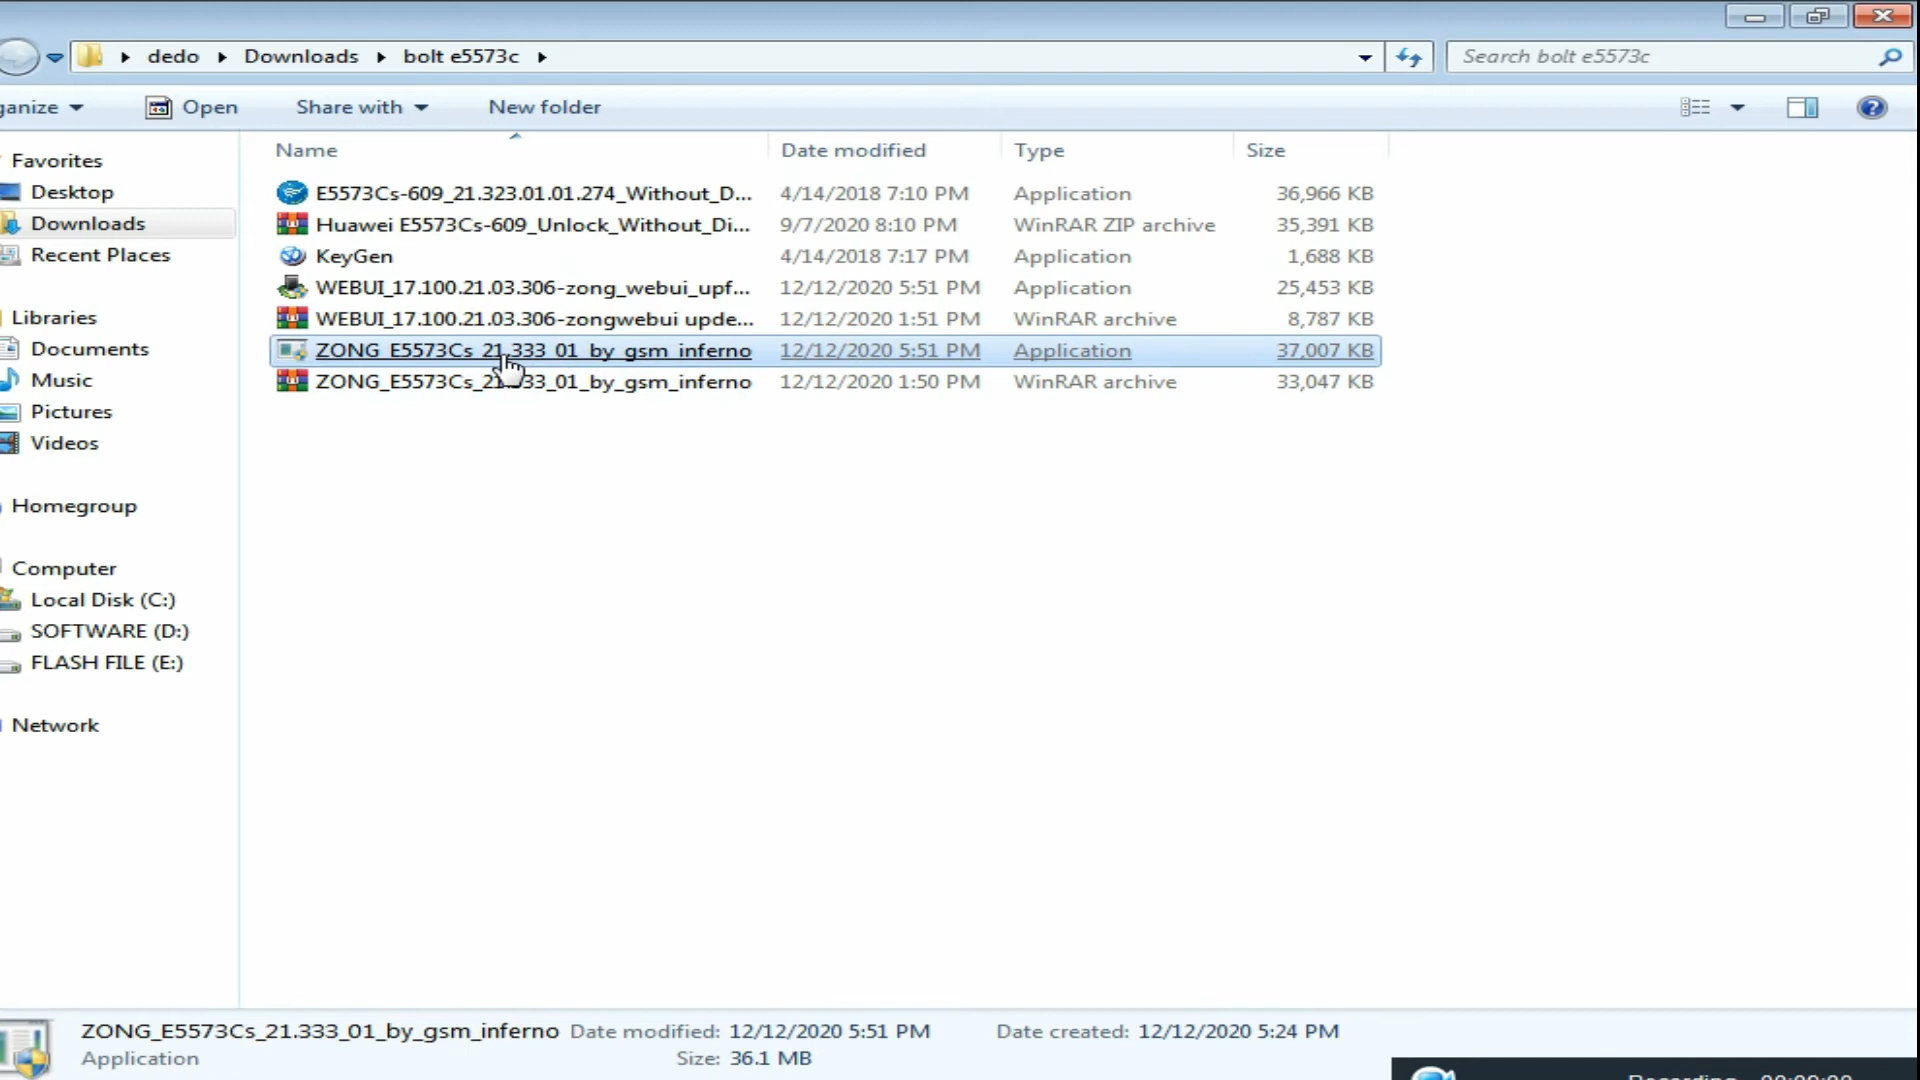 dedo Downloads bolt e5573c Search bolt e5573c
ganize Open Share with New folder
Name Date modified Type Size
Favorites
Desktop
Downloads
Recent Places
Libraries
Documents
Music
Pictures
Videos
Homegroup
Computer
Local Disk (C:)
SOFTWARE (D:)
FLASH FILE (E:)
Network
E5573Cs-609_21.323.01.01.274_Without_D... 4/14/2018 7:10 PM Application 36,966 KB
Huawei E5573Cs-609_Unlock_Without_Di... 9/7/2020 8:10 PM WinRAR ZIP archive 35,391 KB
KeyGen 4/14/2018 7:17 PM Application 1,688 KB
WEBUI_17.100.21.03.306-zong_webui_upf... 12/12/2020 5:51 PM Application 25,453 KB
WEBUI_17.100.21.03.306-zongwebui upde... 12/12/2020 1:51 PM WinRAR archive 8,787 KB
ZONG_E5573Cs_21.333_01_by_gsm_inferno 12/12/2020 5:51 PM Application 37,007 KB
ZONG_E5573Cs_21.333_01_by_gsm_inferno 12/12/2020 1:50 PM WinRAR archive 33,047 KB
ZONG_E5573Cs_21.333_01_by_gsm_inferno Date modified: 12/12/2020 5:51 PM Date created: 12/12/2020 5:24 PM
Application Size: 36.1 MB